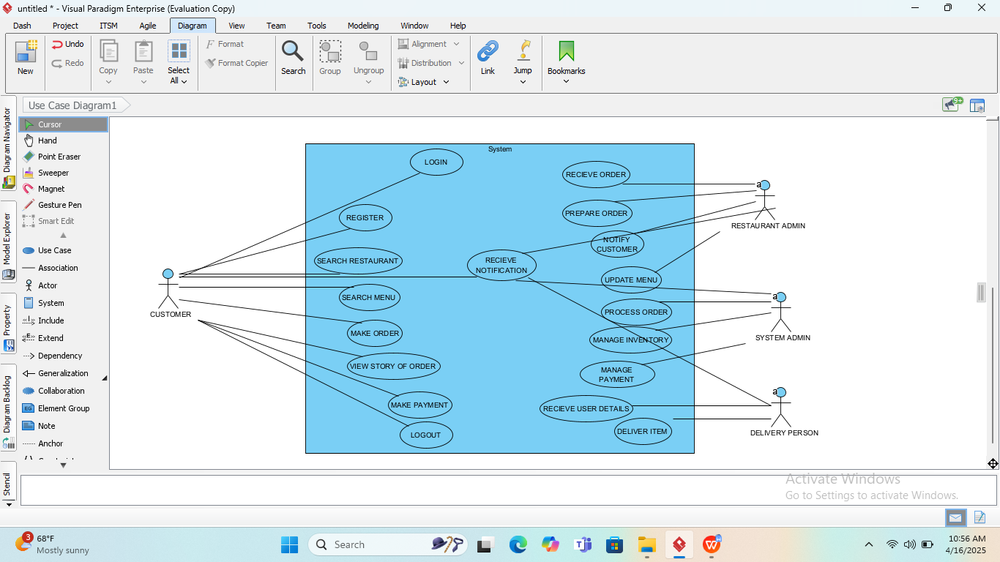 untitled * - Visual Paradigm Enterprise (Evaluation Copy)
Dash Project ITSM Agile Diagram View Team Tools Modeling Window Help
New
Undo
Redo
Copy
Paste
Select
All
Format
Format Copier
Search
Group
Ungroup
Alignment
Distribution
Layout
Link
Jump
Bookmarks
Use Case Diagram1
9+
Diagram Navigator
Model Explorer
Property
Diagram Backlog
Stencil
Cursor
Hand
Point Eraser
Sweeper
Magnet
Gesture Pen
Smart Edit
Use Case
Association
Actor
System
Include
Extend
Dependency
Generalization
Collaboration
Element Group
Note
Anchor
System
LOGIN
REGISTER
SEARCH RESTAURANT
SEARCH MENU
MAKE ORDER
VIEW STORY OF ORDER
MAKE PAYMENT
LOGOUT
CUSTOMER
RECIEVE
NOTIFICATION
RECIEVE ORDER
PREPARE ORDER
NOTIFY
CUSTOMER
UPDATE MENU
PROCESS ORDER
MANAGE INVENTORY
MANAGE
PAYMENT
RECIEVE USER DETAILS
DELIVER ITEM
a
RESTAURANT ADMIN
a
SYSTEM ADMIN
a
DELIVERY PERSON
Activate Windows
Go to Settings to activate Windows.
3
68°F
Mostly sunny
Search
10:56 AM
4/16/2025